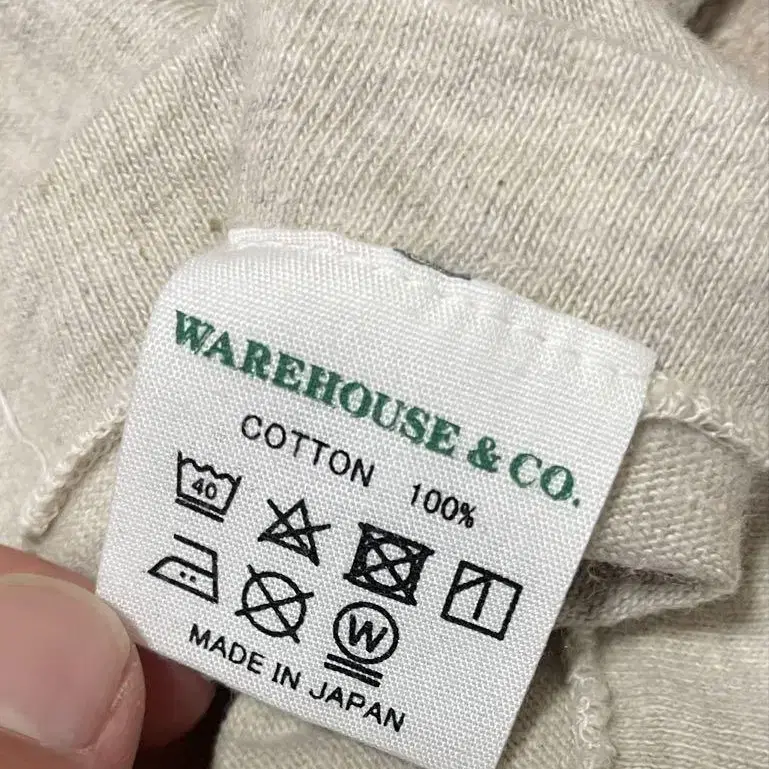 WAREHOUSE & CO.
COTTON 100%
40
W
MADE IN JAPAN